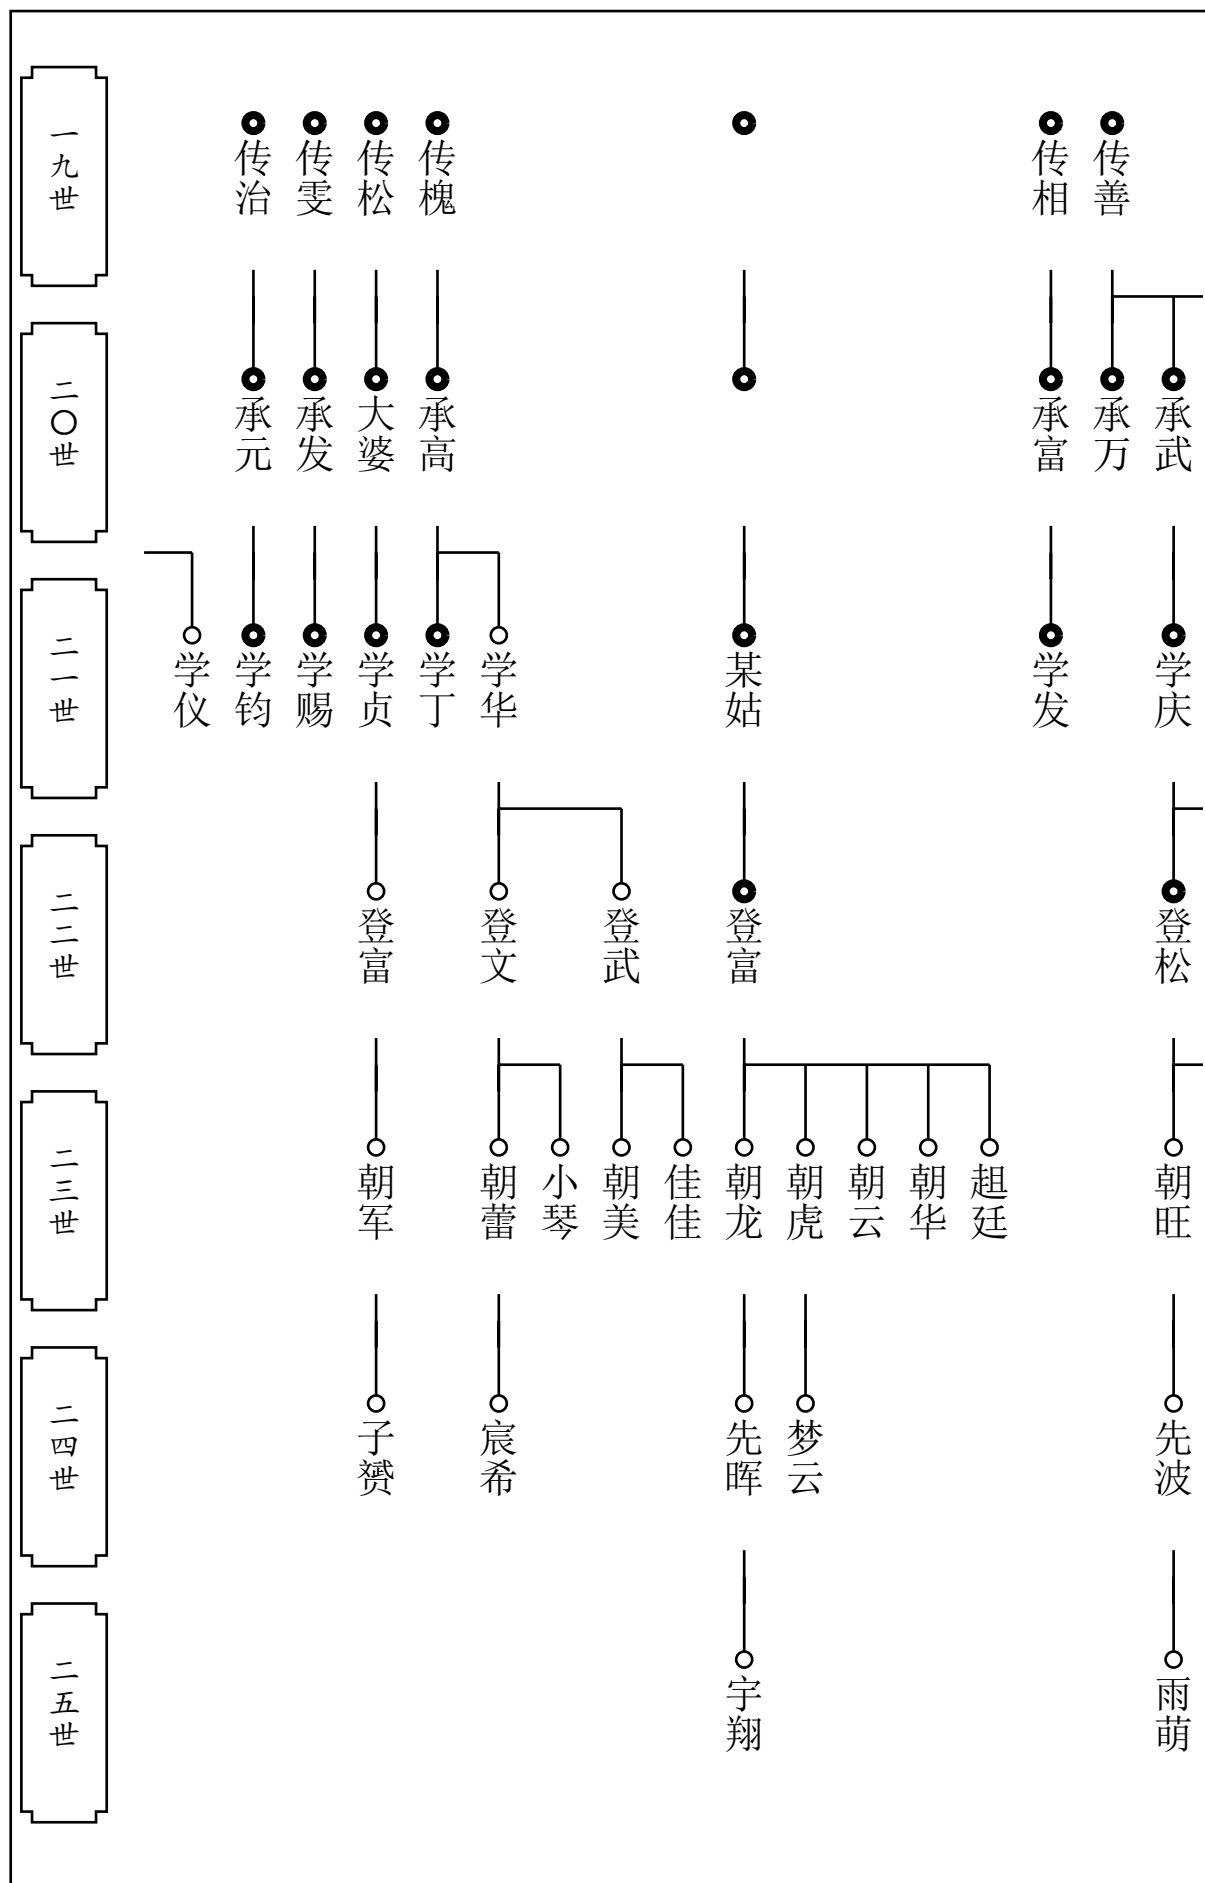 一九世
传治
传雯
传松
传槐
传相
传善
二〇世
承元
承发
大婆
承高
承富
承万
承武
二一世
学仪
学钧
学赐
学贞
学丁
学华
某姑
学发
学庆
二二世
登富
登文
登武
登富
登松
二三世
朝军
朝蕾
小琴
朝美
佳佳
朝龙
朝虎
朝云
朝华
趄廷
朝旺
二四世
子赟
宸希
先晖
梦云
先波
二五世
宇翔
雨萌